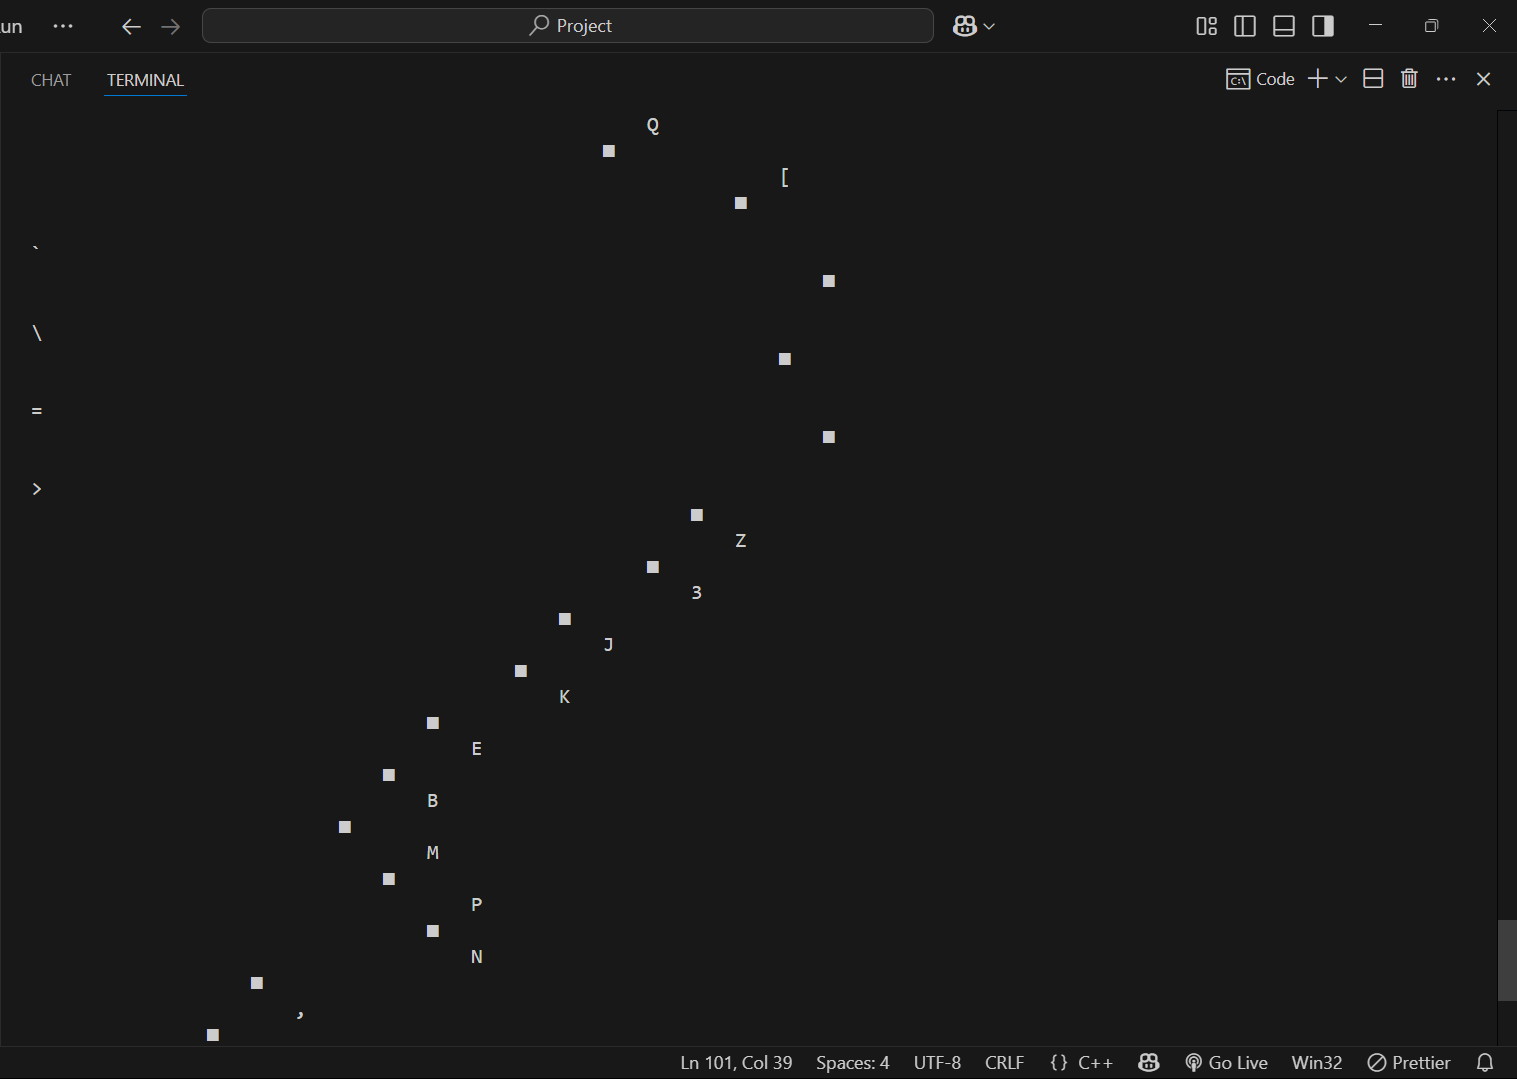 un ··· Project
CHAT TERMINAL Code
Q
■
[
■
`
■
\
■
=
■
>
■
Z
■
3
■
J
■
K
■
E
■
B
■
M
■
P
■
N
■
,
■
Ln 101, Col 39 Spaces: 4 UTF-8 CRLF {} C++ Go Live Win32 Prettier